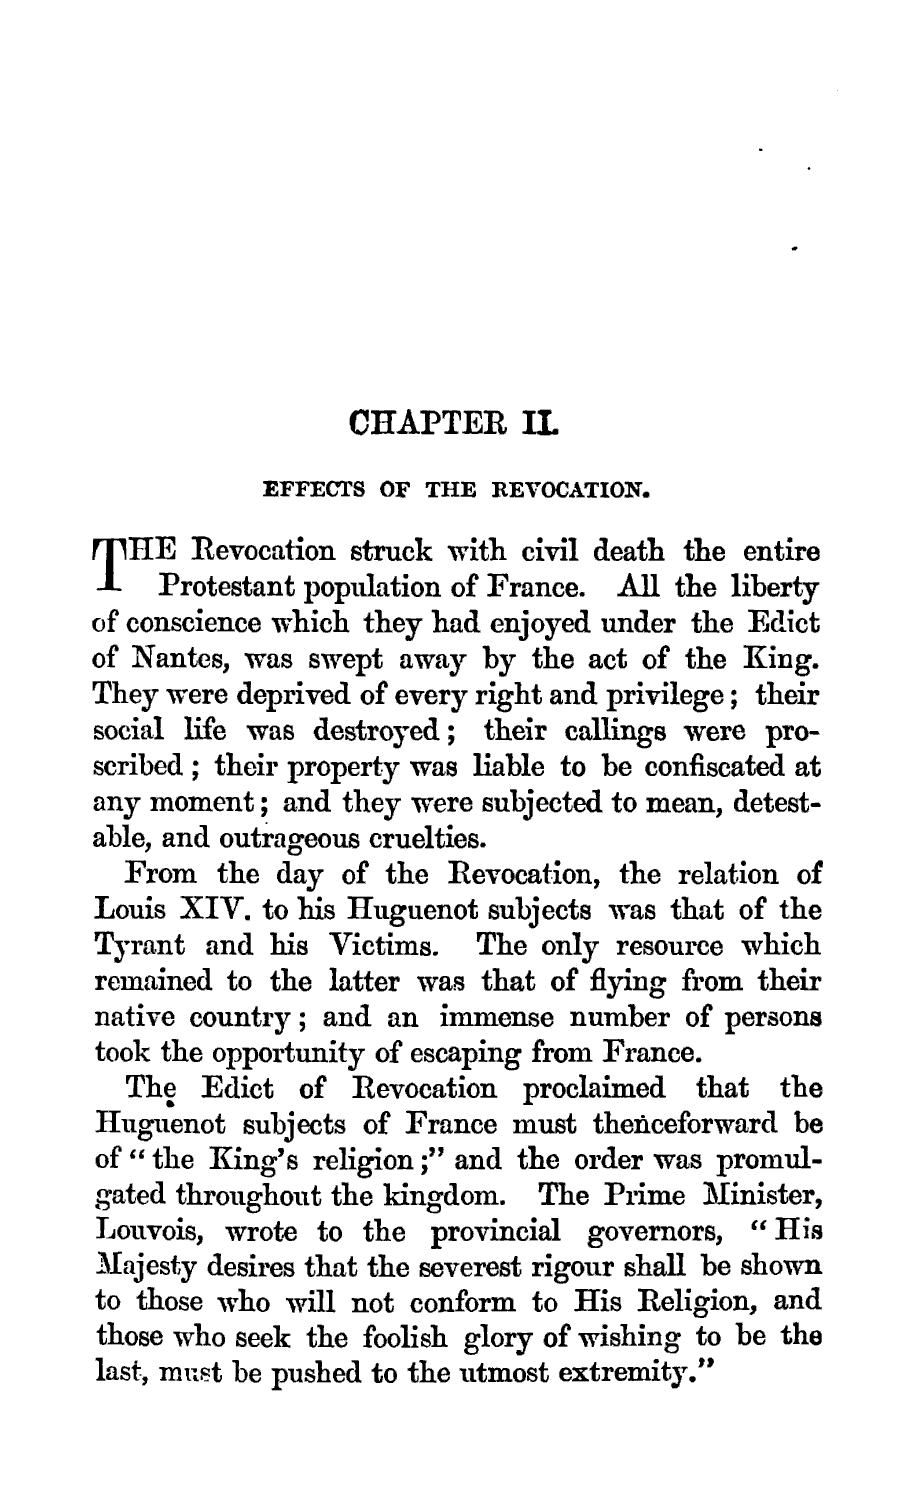 CHAPTER II.
EFFECTS OF THE REVOCATION.
THE Revocation struck with civil death the entire
Protestant population of France. All the liberty
of conscience which they had enjoyed under the Edict
of Nantes, was swept away by the act of the King.
They were deprived of every right and privilege; their
social life was destroyed; their callings were pro-
scribed; their property was liable to be confiscated at
any moment; and they were subjected to mean, detest-
able, and outrageous cruelties.
From the day of the Revocation, the relation of
Louis XIV. to his Huguenot subjects was that of the
Tyrant and his Victims. The only resource which
remained to the latter was that of flying from their
native country; and an immense number of persons
took the opportunity of escaping from France.
The Edict of Revocation proclaimed that the
Huguenot subjects of France must thenceforward be
of "the King's religion;" and the order was promul-
gated throughout the kingdom. The Prime Minister,
Louvois, wrote to the provincial governors, "His
Majesty desires that the severest rigour shall be shown
to those who will not conform to His Religion, and
those who seek the foolish glory of wishing to be the
last, must be pushed to the utmost extremity."